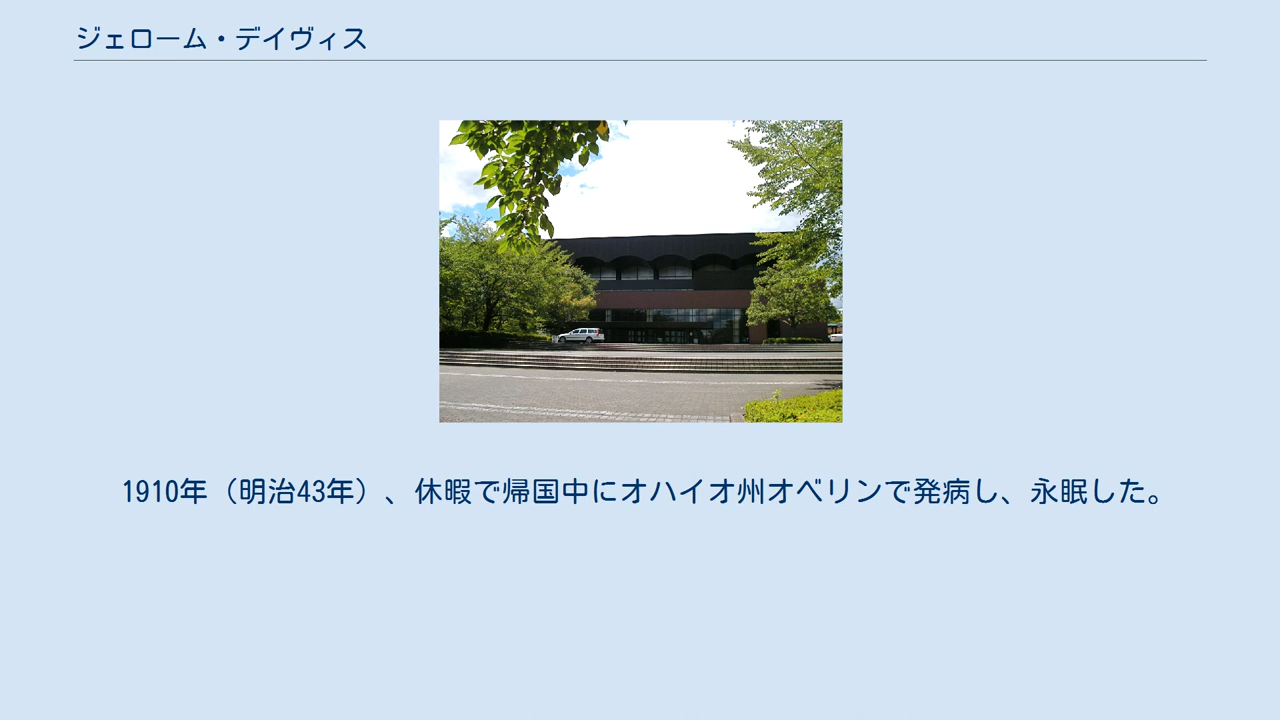 ジェローム・デイヴィス
1910年（明治43年）、休暇で帰国中にオハイオ州オベリンで発病し、永眠した。